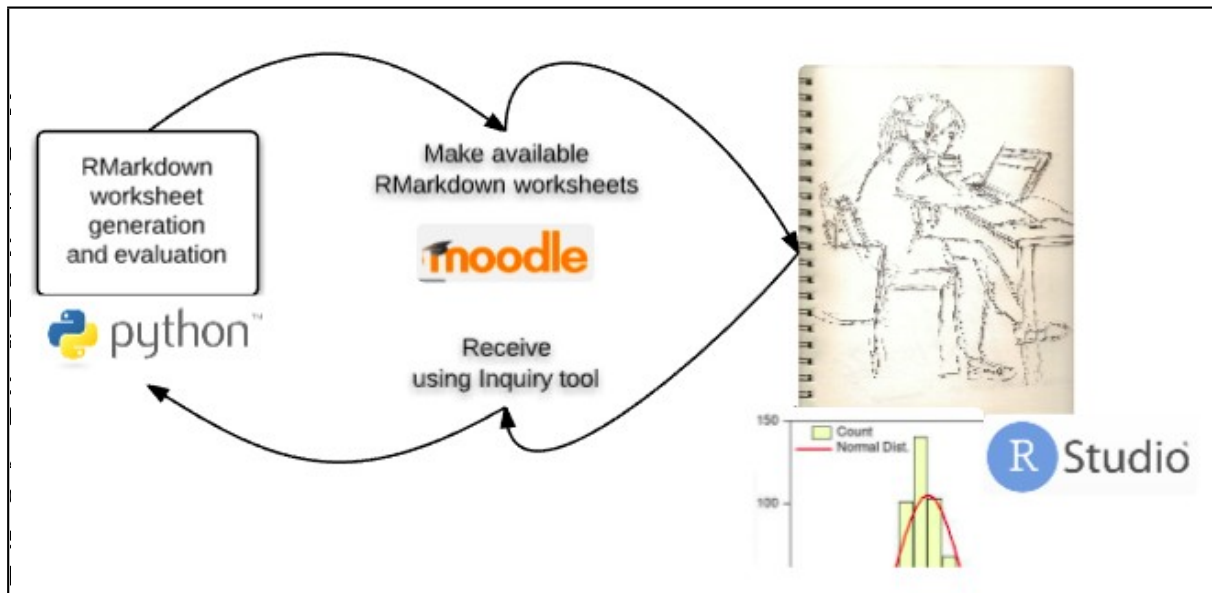 RMarkdown
worksheet
generation
and evaluation
python™
Make available
RMarkdown worksheets
moodle
Receive
using Inquiry tool
150
Count
Normal Dist.
100
R Studio